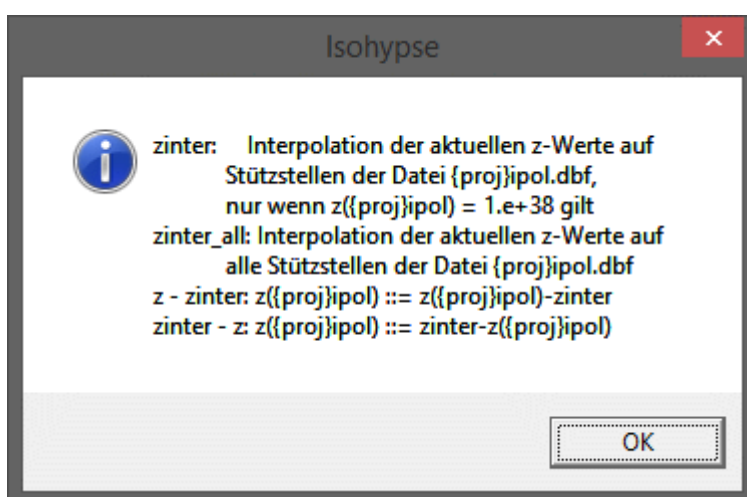 Isohypse
zinter: Interpolation der aktuellen z-Werte auf
Stützstellen der Datei {proj}ipol.dbf,
nur wenn z({proj}ipol) = 1.e+38 gilt
zinter_all: Interpolation der aktuellen z-Werte auf
alle Stützstellen der Datei {proj}ipol.dbf
z - zinter: z({proj}ipol) ::= z({proj}ipol)-zinter
zinter - z: z({proj}ipol) ::= zinter-z({proj}ipol)
OK